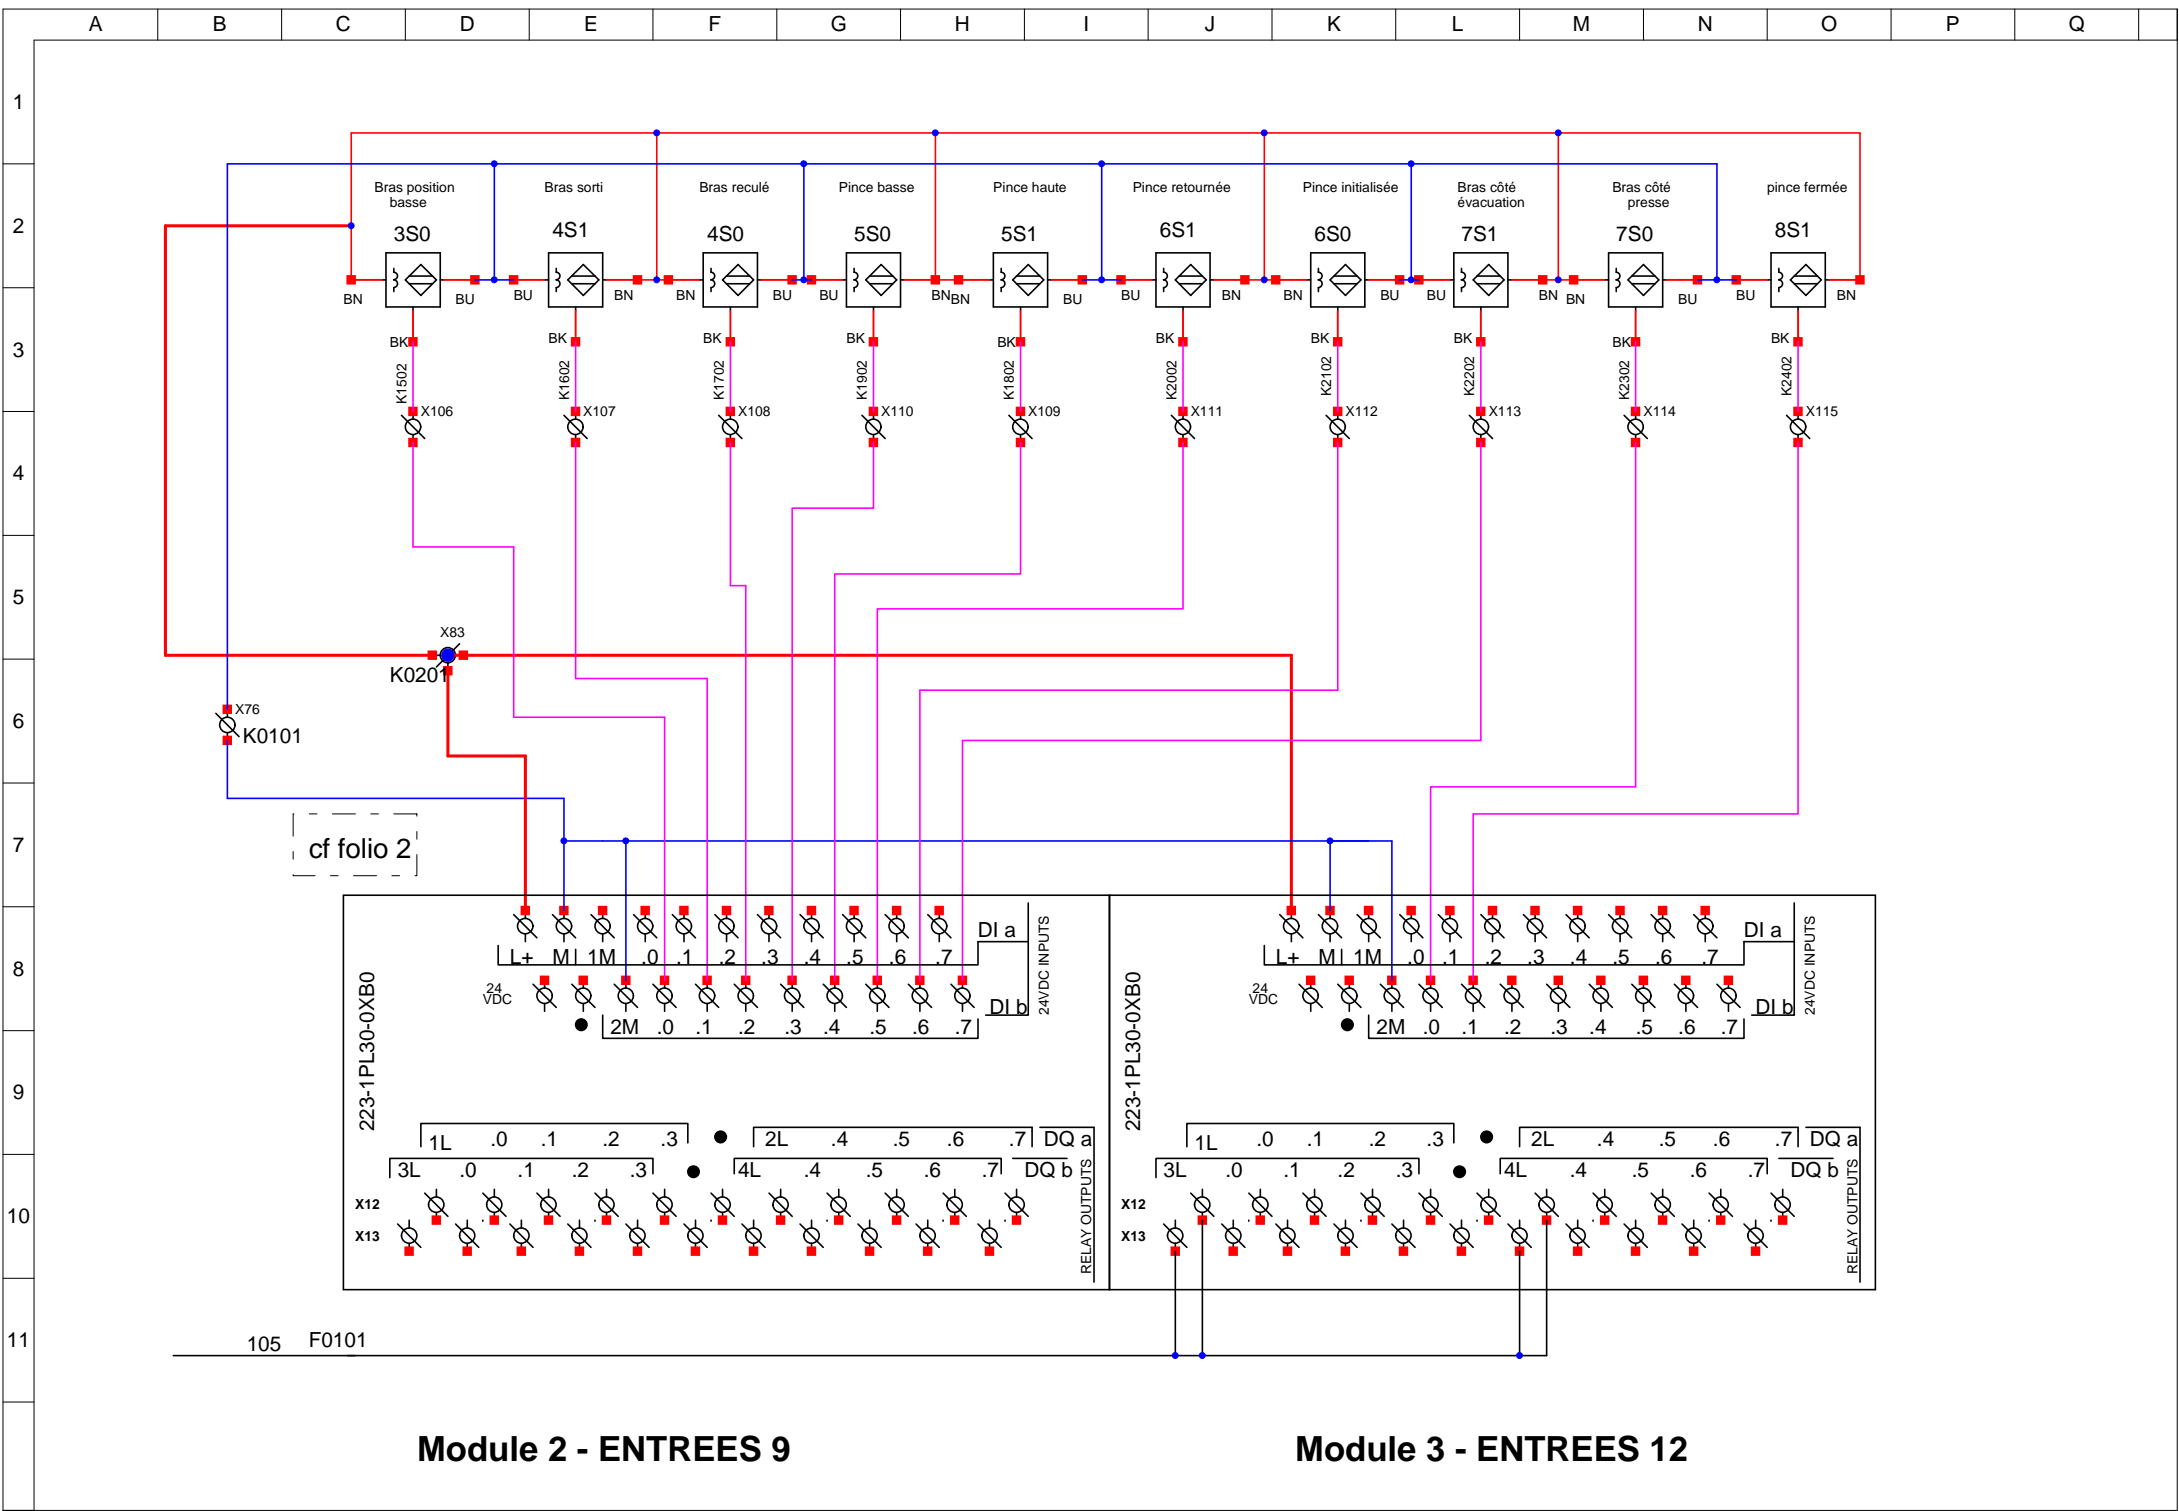 A B C D E F G H I J K L M N O P Q
1
2
3
4
5
6
7
8
9
10
11
Bras position basse
Bras sorti
Bras reculé
Pince basse
Pince haute
Pince retournée
Pince initialisée
Bras côté évacuation
Bras côté presse
pince fermée
3S0 4S1 4S0 5S0 5S1 6S1 6S0 7S1 7S0 8S1
BN BU BU BN BN BU BU BN BN BU BU BN BN BU BU BN BN BU BU BN
BK BK BK BK BK BK BK BK BK BK
K1502 K1602 K1702 K1902 K1802 K2002 K2102 K2202 K2302 K2402
X106 X107 X108 X110 X109 X111 X112 X113 X114 X115
X83
K0201
X76
K0101
cf folio 2
223-1PL30-0XB0
L+ M 1M .0 .1 .2 .3 .4 .5 .6 .7 DI a
24 VDC
2M .0 .1 .2 .3 .4 .5 .6 .7 DI b
24VDC INPUTS
1L .0 .1 .2 .3 2L .4 .5 .6 .7 DQ a
3L .0 .1 .2 .3 4L .4 .5 .6 .7 DQ b
X12
X13
RELAY OUTPUTS
223-1PL30-0XB0
L+ M 1M .0 .1 .2 .3 .4 .5 .6 .7 DI a
24 VDC
2M .0 .1 .2 .3 .4 .5 .6 .7 DI b
24VDC INPUTS
1L .0 .1 .2 .3 2L .4 .5 .6 .7 DQ a
3L .0 .1 .2 .3 4L .4 .5 .6 .7 DQ b
X12
X13
RELAY OUTPUTS
105 F0101
Module 2 - ENTREES 9
Module 3 - ENTREES 12